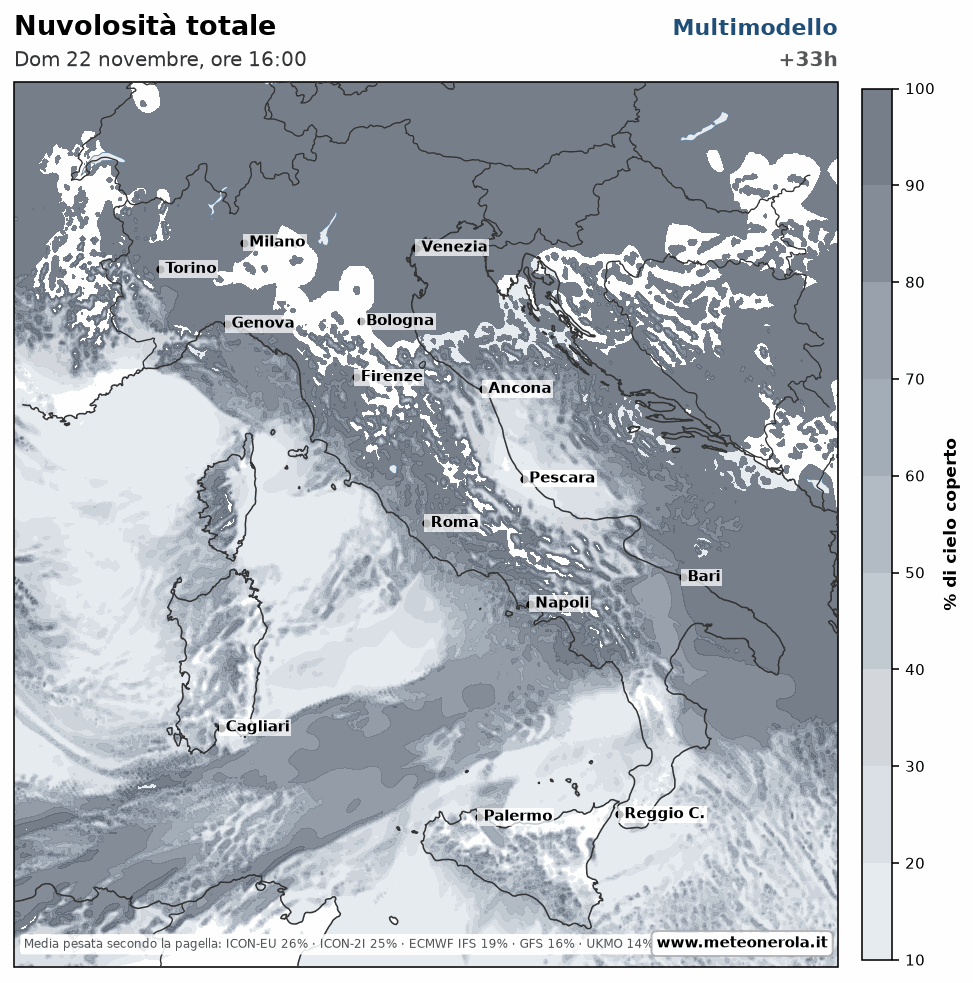 Nuvolosità totale
Multimodello
Dom 22 novembre, ore 16:00
+33h
100
90
80
70
60
50
40
30
20
10
% di cielo coperto
Milano
Venezia
Torino
Genova
Bologna
Firenze
Ancona
Pescara
Roma
Bari
Napoli
Cagliari
Palermo
Reggio C.
Media pesata secondo la pagella: ICON-EU 26% · ICON-2I 25% · ECMWF IFS 19% · GFS 16% · UKMO 14%
www.meteonerola.it